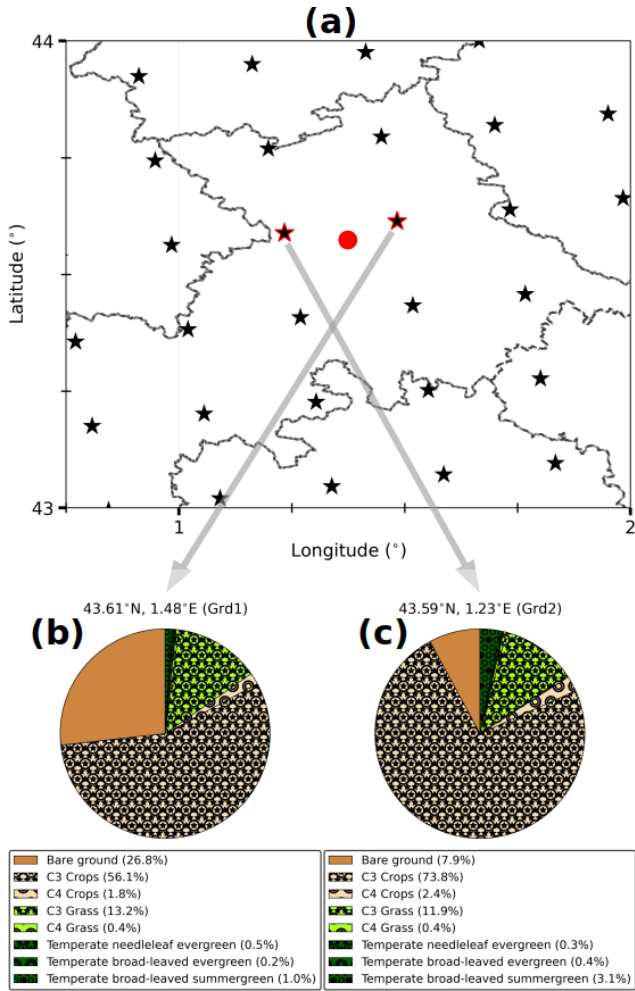 (a)
44
Latitude (°)
43
1
2
Longitude (°)
43.61°N, 1.48°E (Grd1)
(b)
Bare ground (26.8%)
C3 Crops (56.1%)
C4 Crops (1.8%)
C3 Grass (13.2%)
C4 Grass (0.4%)
Temperate needleleaf evergreen (0.5%)
Temperate broad-leaved evergreen (0.2%)
Temperate broad-leaved summergreen (1.0%)
43.59°N, 1.23°E (Grd2)
(c)
Bare ground (7.9%)
C3 Crops (73.8%)
C4 Crops (2.4%)
C3 Grass (11.9%)
C4 Grass (0.4%)
Temperate needleleaf evergreen (0.3%)
Temperate broad-leaved evergreen (0.4%)
Temperate broad-leaved summergreen (3.1%)